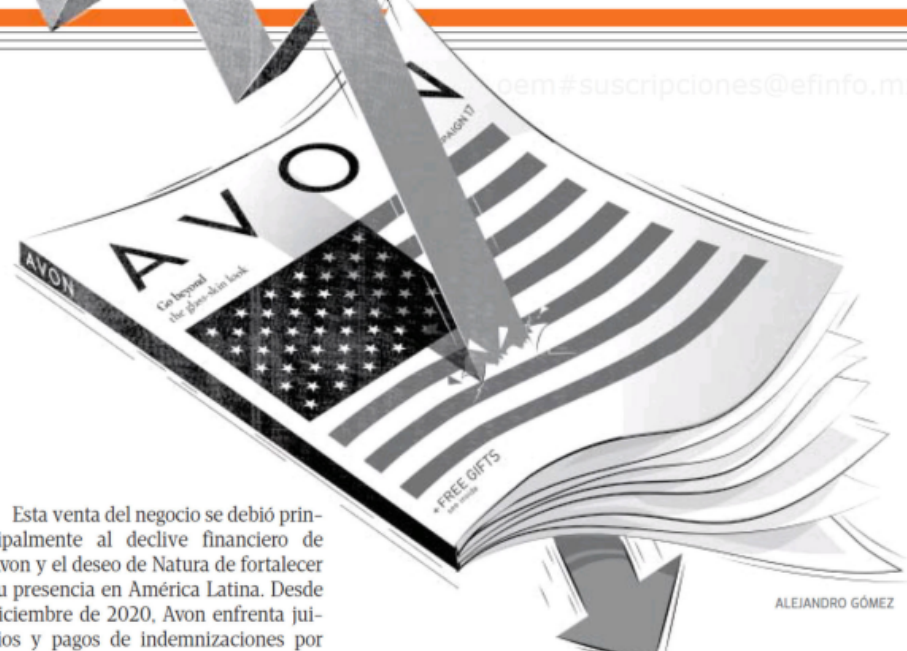 oem#suscripciones@efinfo.m
PAIGN 17
AVON
AVON
Go beyond
the glass-skin look
+FREE GIFTS
see inside
Esta venta del negocio se debió prin-
ipalmente al declive financiero de
von y el deseo de Natura de fortalecer
u presencia en América Latina. Desde
iciembre de 2020, Avon enfrenta jui-
ios y pagos de indemnizaciones por
ALEJANDRO GÓMEZ